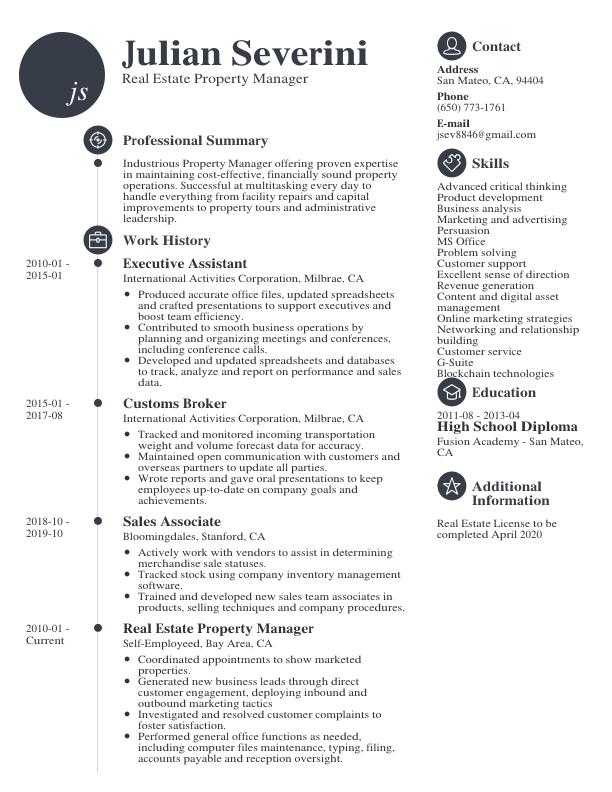 js
Julian Severini
Real Estate Property Manager
Professional Summary
Industrious Property Manager offering proven expertise
in maintaining cost-effective, financially sound property
operations. Successful at multitasking every day to
handle everything from facility repairs and capital
improvements to property tours and administrative
leadership.
Work History
2010-01 -
2015-01
Executive Assistant
International Activities Corporation, Milbrae, CA
• Produced accurate office files, updated spreadsheets
and crafted presentations to support executives and
boost team efficiency.
• Contributed to smooth business operations by
planning and organizing meetings and conferences,
including conference calls.
• Developed and updated spreadsheets and databases
to track, analyze and report on performance and sales
data.
2015-01 -
2017-08
Customs Broker
International Activities Corporation, Milbrae, CA
• Tracked and monitored incoming transportation
weight and volume forecast data for accuracy.
• Maintained open communication with customers and
overseas partners to update all parties.
• Wrote reports and gave oral presentations to keep
employees up-to-date on company goals and
achievements.
2018-10 -
2019-10
Sales Associate
Bloomingdales, Stanford, CA
• Actively work with vendors to assist in determining
merchandise sale statuses.
• Tracked stock using company inventory management
software.
• Trained and developed new sales team associates in
products, selling techniques and company procedures.
2010-01 -
Current
Real Estate Property Manager
Self-Employeed, Bay Area, CA
• Coordinated appointments to show marketed
properties.
• Generated new business leads through direct
customer engagement, deploying inbound and
outbound marketing tactics
• Investigated and resolved customer complaints to
foster satisfaction.
• Performed general office functions as needed,
including computer files maintenance, typing, filing,
accounts payable and reception oversight.
Contact
Address
San Mateo, CA, 94404
Phone
(650) 773-1761
E-mail
jsev8846@gmail.com
Skills
Advanced critical thinking
Product development
Business analysis
Marketing and advertising
Persuasion
MS Office
Problem solving
Customer support
Excellent sense of direction
Revenue generation
Content and digital asset
management
Online marketing strategies
Networking and relationship
building
Customer service
G-Suite
Blockchain technologies
Education
2011-08 - 2013-04
High School Diploma
Fusion Academy - San Mateo,
CA
Additional
Information
Real Estate License to be
completed April 2020